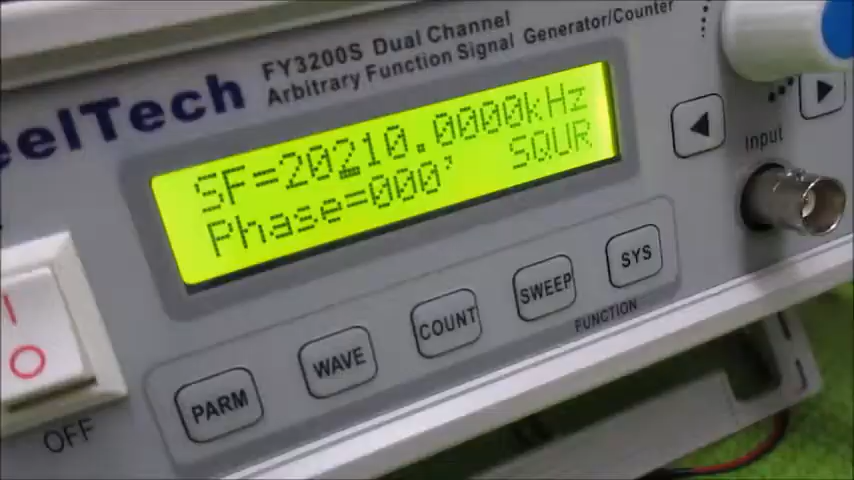 FY3200S Dual Channel
Arbitrary Function Signal Generator/Counter
eelTech
SF=20210.0000kHz
Phase=000' SQUR
Input
PARM
WAVE
COUNT
SWEEP
SYS
FUNCTION
I
O
OFF